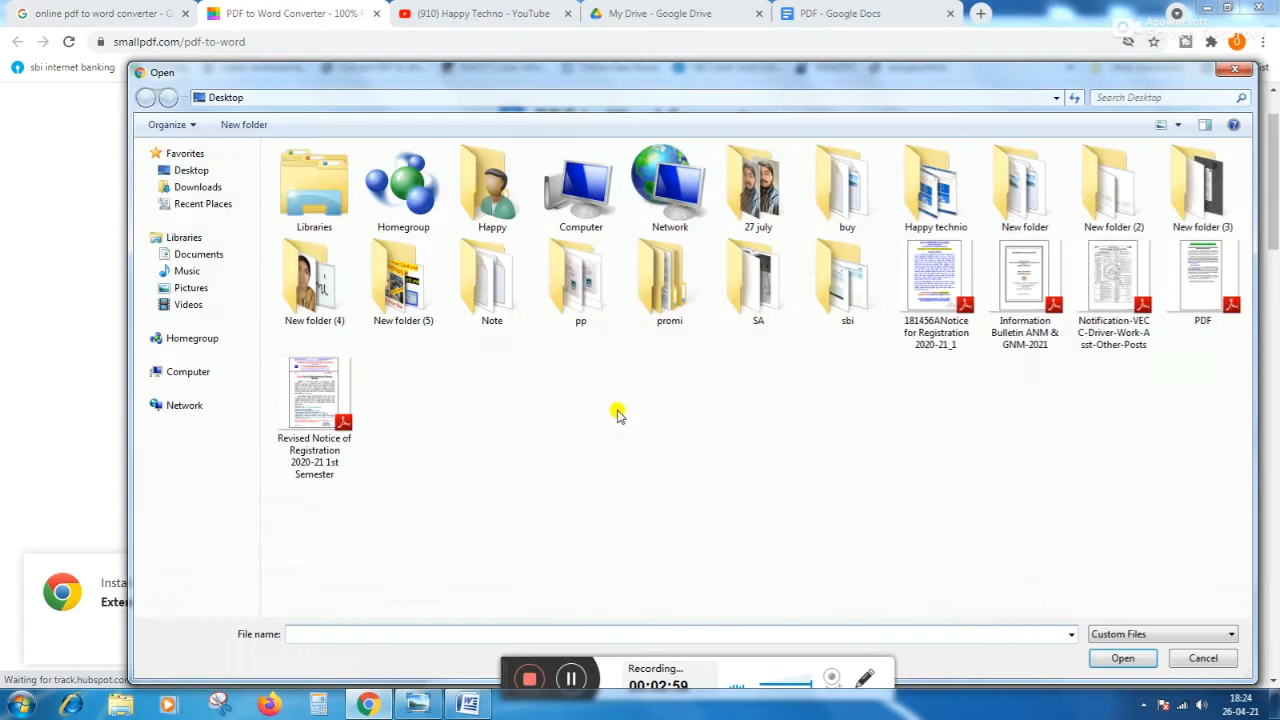 online pdf to word converter - G
PDF to Word Converter - 100% F
(910) Happy Techno - YouTube
My Drive - Google Drive
PDF - Google Docs
smallpdf.com/pdf-to-word
sbi internet banking
Open
Desktop
Search Desktop
Organize
New folder
Favorites
Desktop
Downloads
Recent Places
Libraries
Documents
Music
Pictures
Videos
Homegroup
Computer
Network
Libraries
Homegroup
Happy
Computer
Network
27 july
buy
Happy technio
New folder
New folder (2)
New folder (3)
New folder (4)
New folder (5)
Note
pp
promi
SA
sbi
181456ANotice
for Registration
2020-21_1
Information
Bulletin ANM &
GNM-2021
Notification-VEC
C-Driver-Work-A
sst-Other-Posts
PDF
Revised Notice of
Registration
2020-21 1st
Semester
Insta
Exter
File name:
Custom Files
Open
Cancel
Waiting for track.hubspot.co
Recording...
00:02:59
18:24
26-04-21